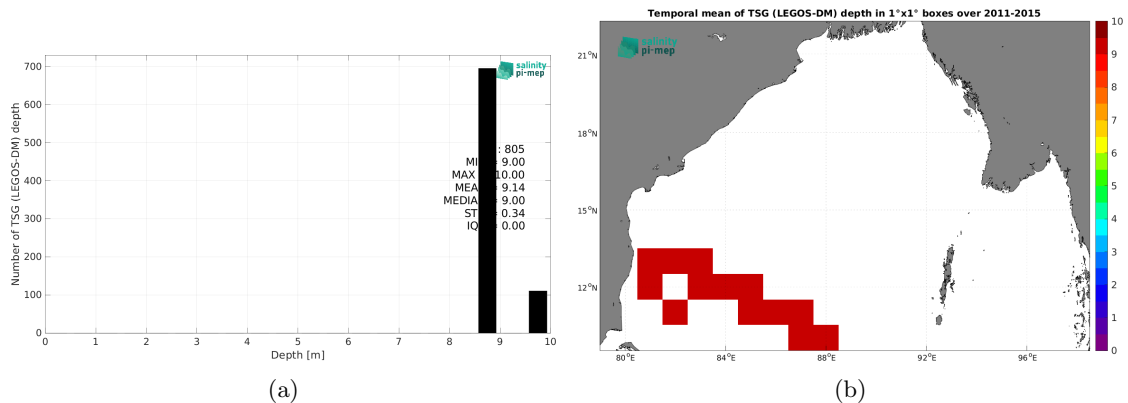 Temporal mean of TSG (LEGOS-DM) depth in 1°x1° boxes over 2011-2015
salinity
pi-mep
salinity
pi-mep
700
600
500
400
300
200
100
0
Number of TSG (LEGOS-DM) depth
: 805
MI = 9.00
MAX 10.00
MEA 9.14
MEDIA = 9.00
ST 0.34
IQ 0.00
0 1 2 3 4 5 6 7 8 9 10
Depth [m]
21°N
18°N
15°N
12°N
80°E 84°E 88°E 92°E 96°E
10
9
8
7
6
5
4
3
2
1
0
(a)
(b)